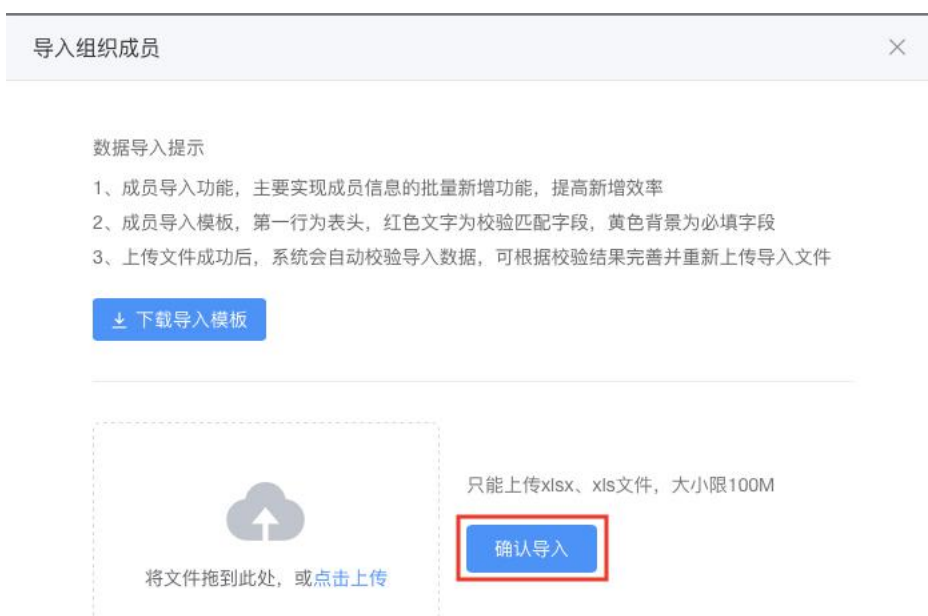 导入组织成员
数据导入提示
1、成员导入功能，主要实现成员信息的批量新增功能，提高新增效率
2、成员导入模板，第一行为表头，红色文字为校验匹配字段，黄色背景为必填字段
3、上传文件成功后，系统会自动校验导入数据，可根据校验结果完善并重新上传导入文件
下载导入模板
只能上传xlsx、xls文件，大小限100M
确认导入
将文件拖到此处，或点击上传